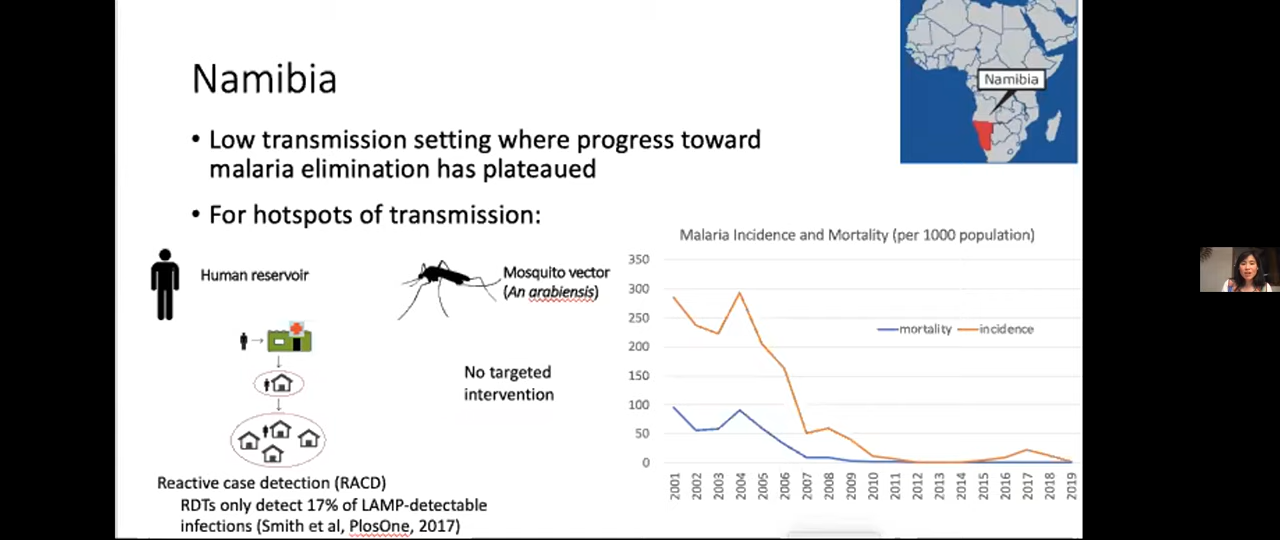 Namibia
Namibia
• Low transmission setting where progress toward
malaria elimination has plateaued
• For hotspots of transmission:
Human reservoir
Mosquito vector
(An arabiensis)
No targeted
intervention
Reactive case detection (RACD)
RDTs only detect 17% of LAMP-detectable
infections (Smith et al, PlosOne, 2017)
Malaria Incidence and Mortality (per 1000 population)
350
300
250
200
150
100
50
0
mortality incidence
2001 2002 2003 2004 2005 2006 2007 2008 2009 2010 2011 2012 2013 2014 2015 2016 2017 2018 2019